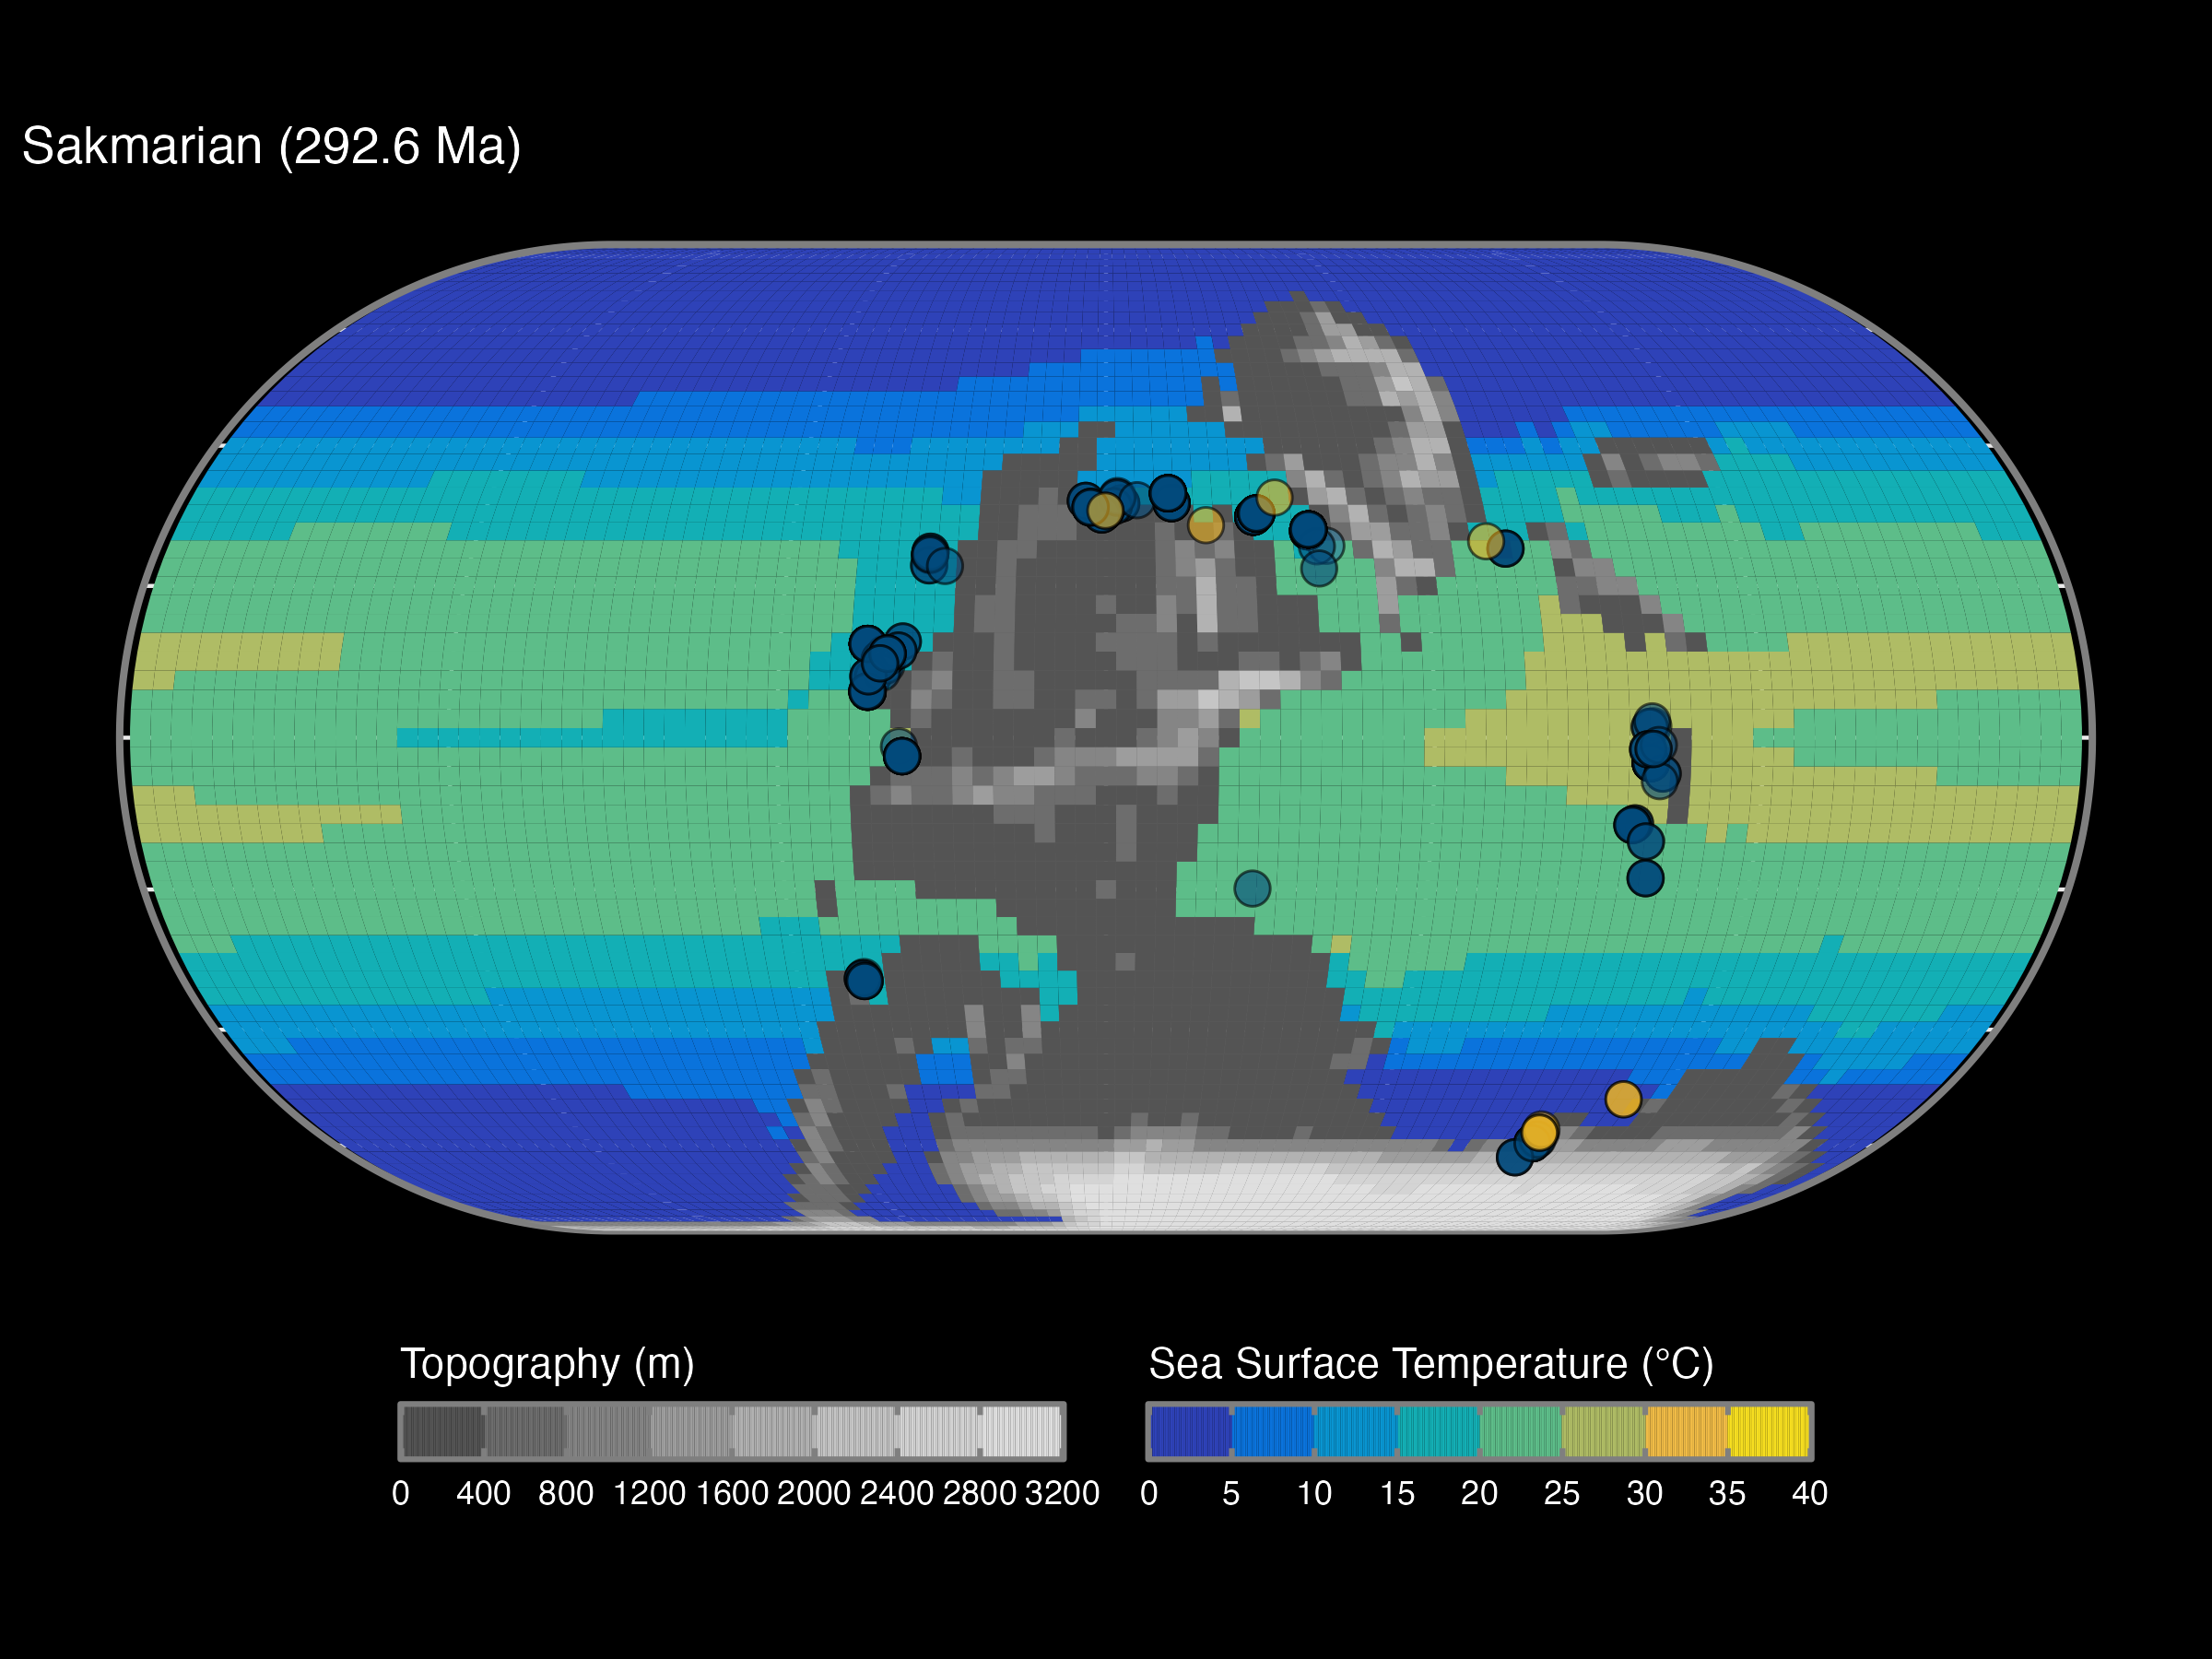 Sakmarian (292.6 Ma)
Topography (m)
0 400 800 1200 1600 2000 2400 2800 3200
Sea Surface Temperature (°C)
0 5 10 15 20 25 30 35 40